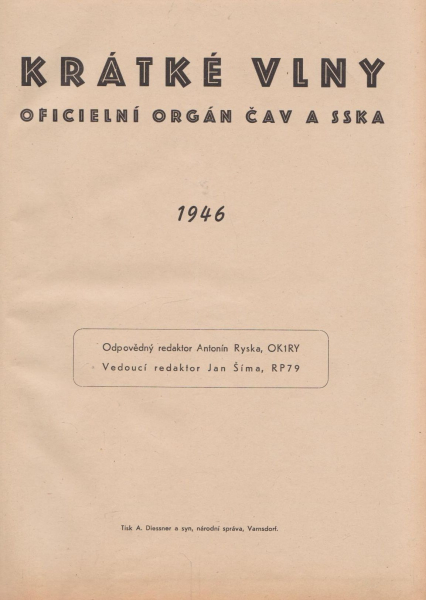 KRÁTKÉ VLNY
OFICIELNÍ ORGÁN ČAV A SSKA
1946
Odpovědný redaktor Antonín Ryska, OK1RY
Vedoucí redaktor Jan Šíma, RP79
Tisk A. Diessner a syn, národní správa, Varnsdorf.